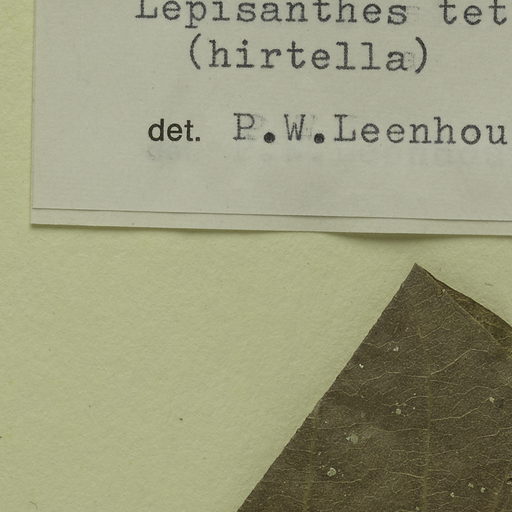 Lepisanthes tet
(hirtella)
det. P.W.Leenhou